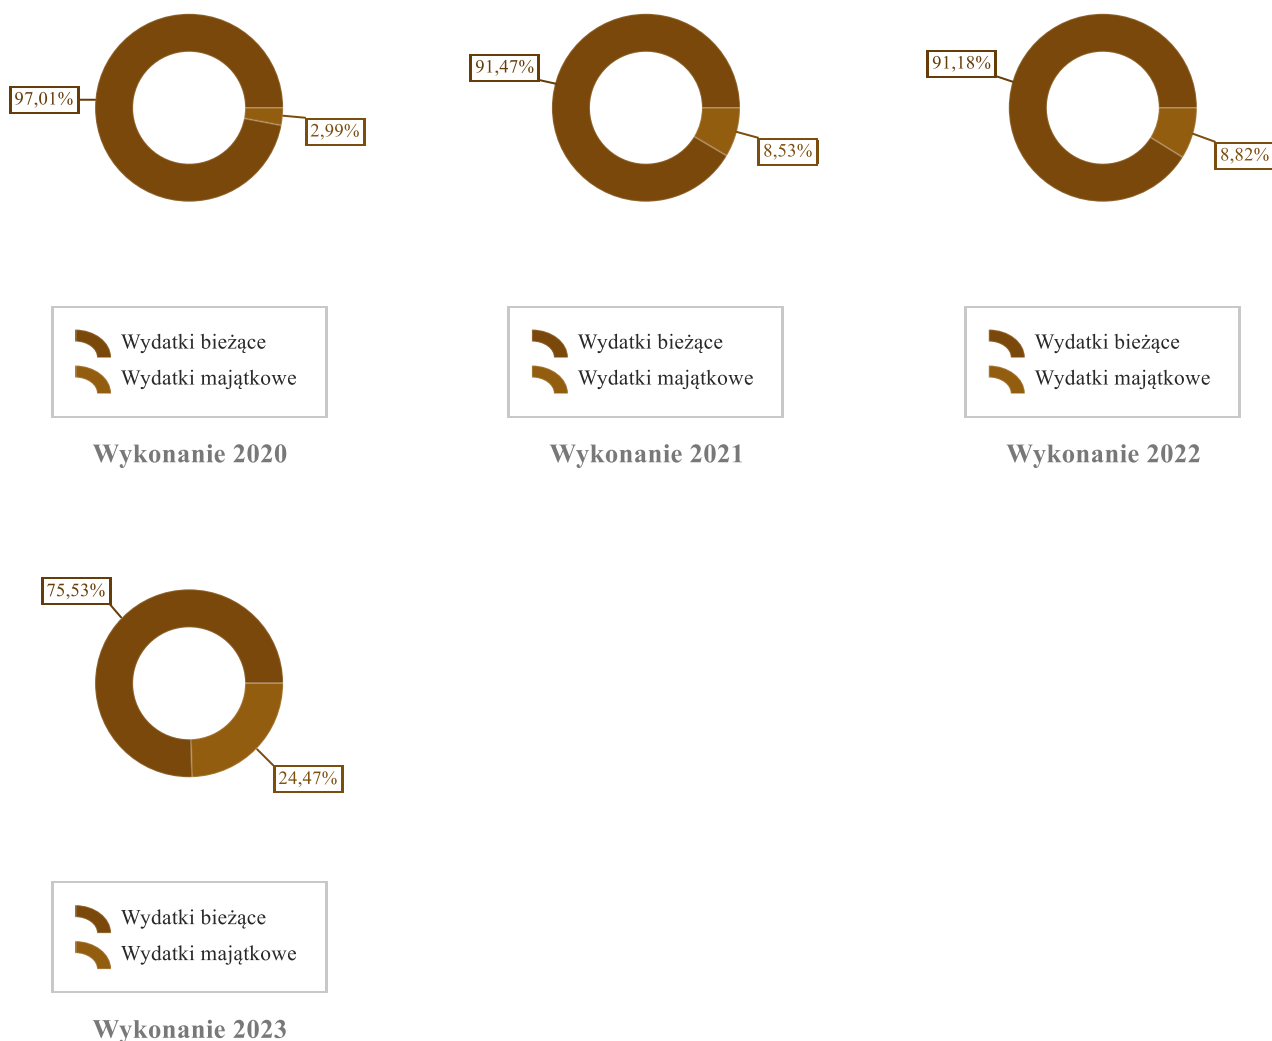 97,01%
2,99%
Wydatki bieżące
Wydatki majątkowe
Wykonanie 2020
91,47%
8,53%
Wydatki bieżące
Wydatki majątkowe
Wykonanie 2021
91,18%
8,82%
Wydatki bieżące
Wydatki majątkowe
Wykonanie 2022
75,53%
24,47%
Wydatki bieżące
Wydatki majątkowe
Wykonanie 2023